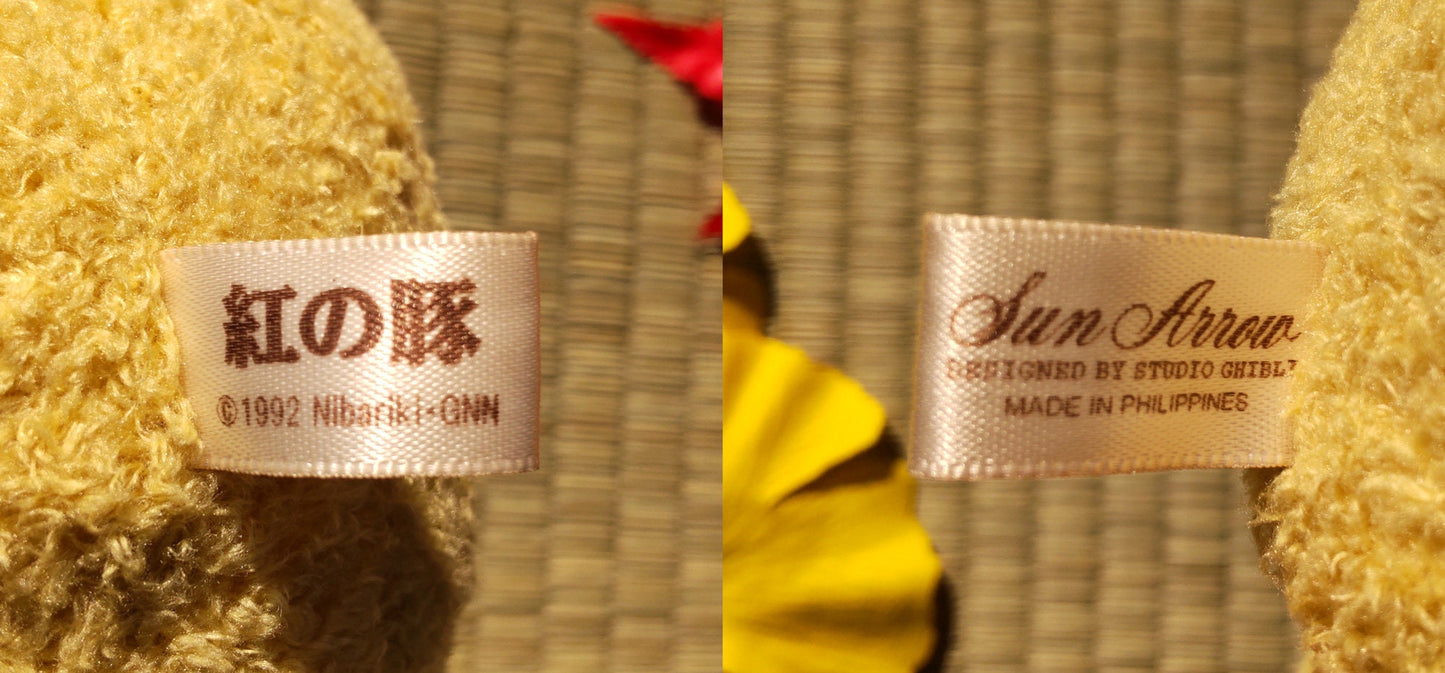 紅の豚
©1992 Nibariki・GNN
Sun Arrow
DESIGNED BY STUDIO GHIBLI
MADE IN PHILIPPINES